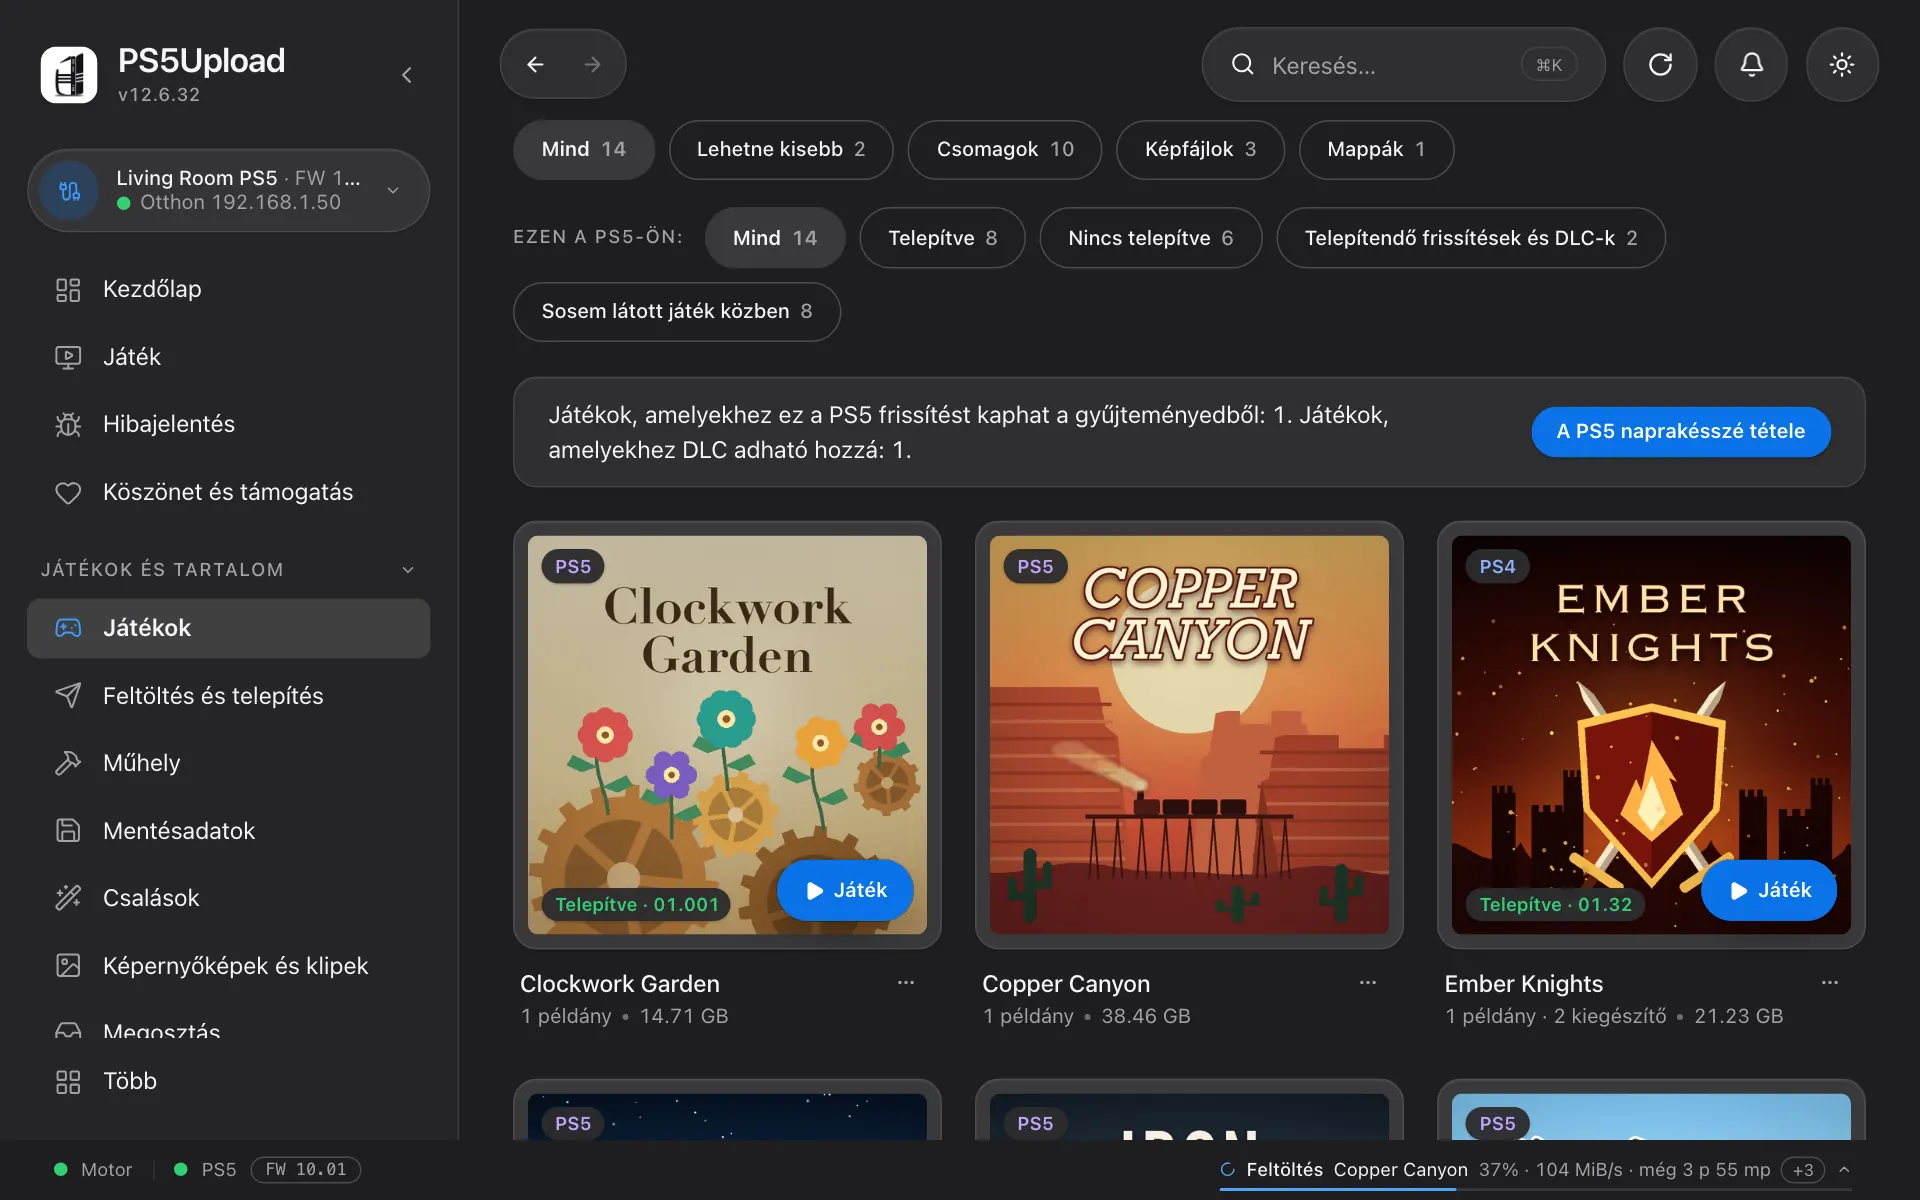 PS5Upload
v12.6.32
Living Room PS5 · FW 1...
Otthon 192.168.1.50
Kezdőlap
Játék
Hibajelentés
Köszönet és támogatás
JÁTÉKOK ÉS TARTALOM
Játékok
Feltöltés és telepítés
Műhely
Mentésadatok
Csalások
Képernyőképek és klipek
Megosztás
Több
Keresés...
⌘K
Mind 14
Lehetne kisebb 2
Csomagok 10
Képfájlok 3
Mappák 1
EZEN A PS5-ÖN:
Mind 14
Telepítve 8
Nincs telepítve 6
Telepítendő frissítések és DLC-k 2
Sosem látott játék közben 8
Játékok, amelyekhez ez a PS5 frissítést kaphat a gyűjteményedből: 1. Játékok,
amelyekhez DLC adható hozzá: 1.
A PS5 naprakésszé tétele
PS5
Clockwork
Garden
Telepítve · 01.001
Játék
Clockwork Garden
1 példány • 14.71 GB
PS5
COPPER
CANYON
Copper Canyon
1 példány • 38.46 GB
PS4
EMBER
KNIGHTS
Telepítve · 01.32
Játék
Ember Knights
1 példány · 2 kiegészítő • 21.23 GB
PS5
PS5
IRON
PS5
Motor
PS5
FW 10.01
Feltöltés Copper Canyon 37% · 104 MiB/s · még 3 p 55 mp
+3